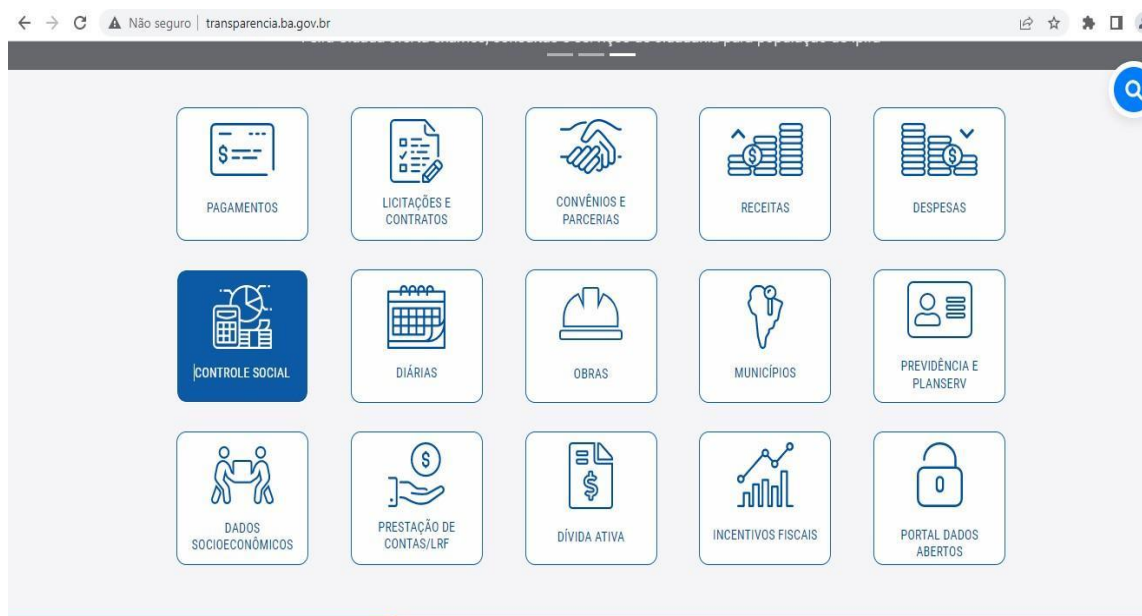 Não seguro | transparencia.ba.gov.br
PAGAMENTOS
LICITAÇÕES E
CONTRATOS
CONVÊNIOS E
PARCERIAS
RECEITAS
DESPESAS
CONTROLE SOCIAL
DIÁRIAS
OBRAS
MUNICÍPIOS
PREVIDÊNCIA E
PLANSERV
DADOS
SOCIOECONÔMICOS
PRESTAÇÃO DE
CONTAS/LRF
DÍVIDA ATIVA
INCENTIVOS FISCAIS
PORTAL DADOS
ABERTOS